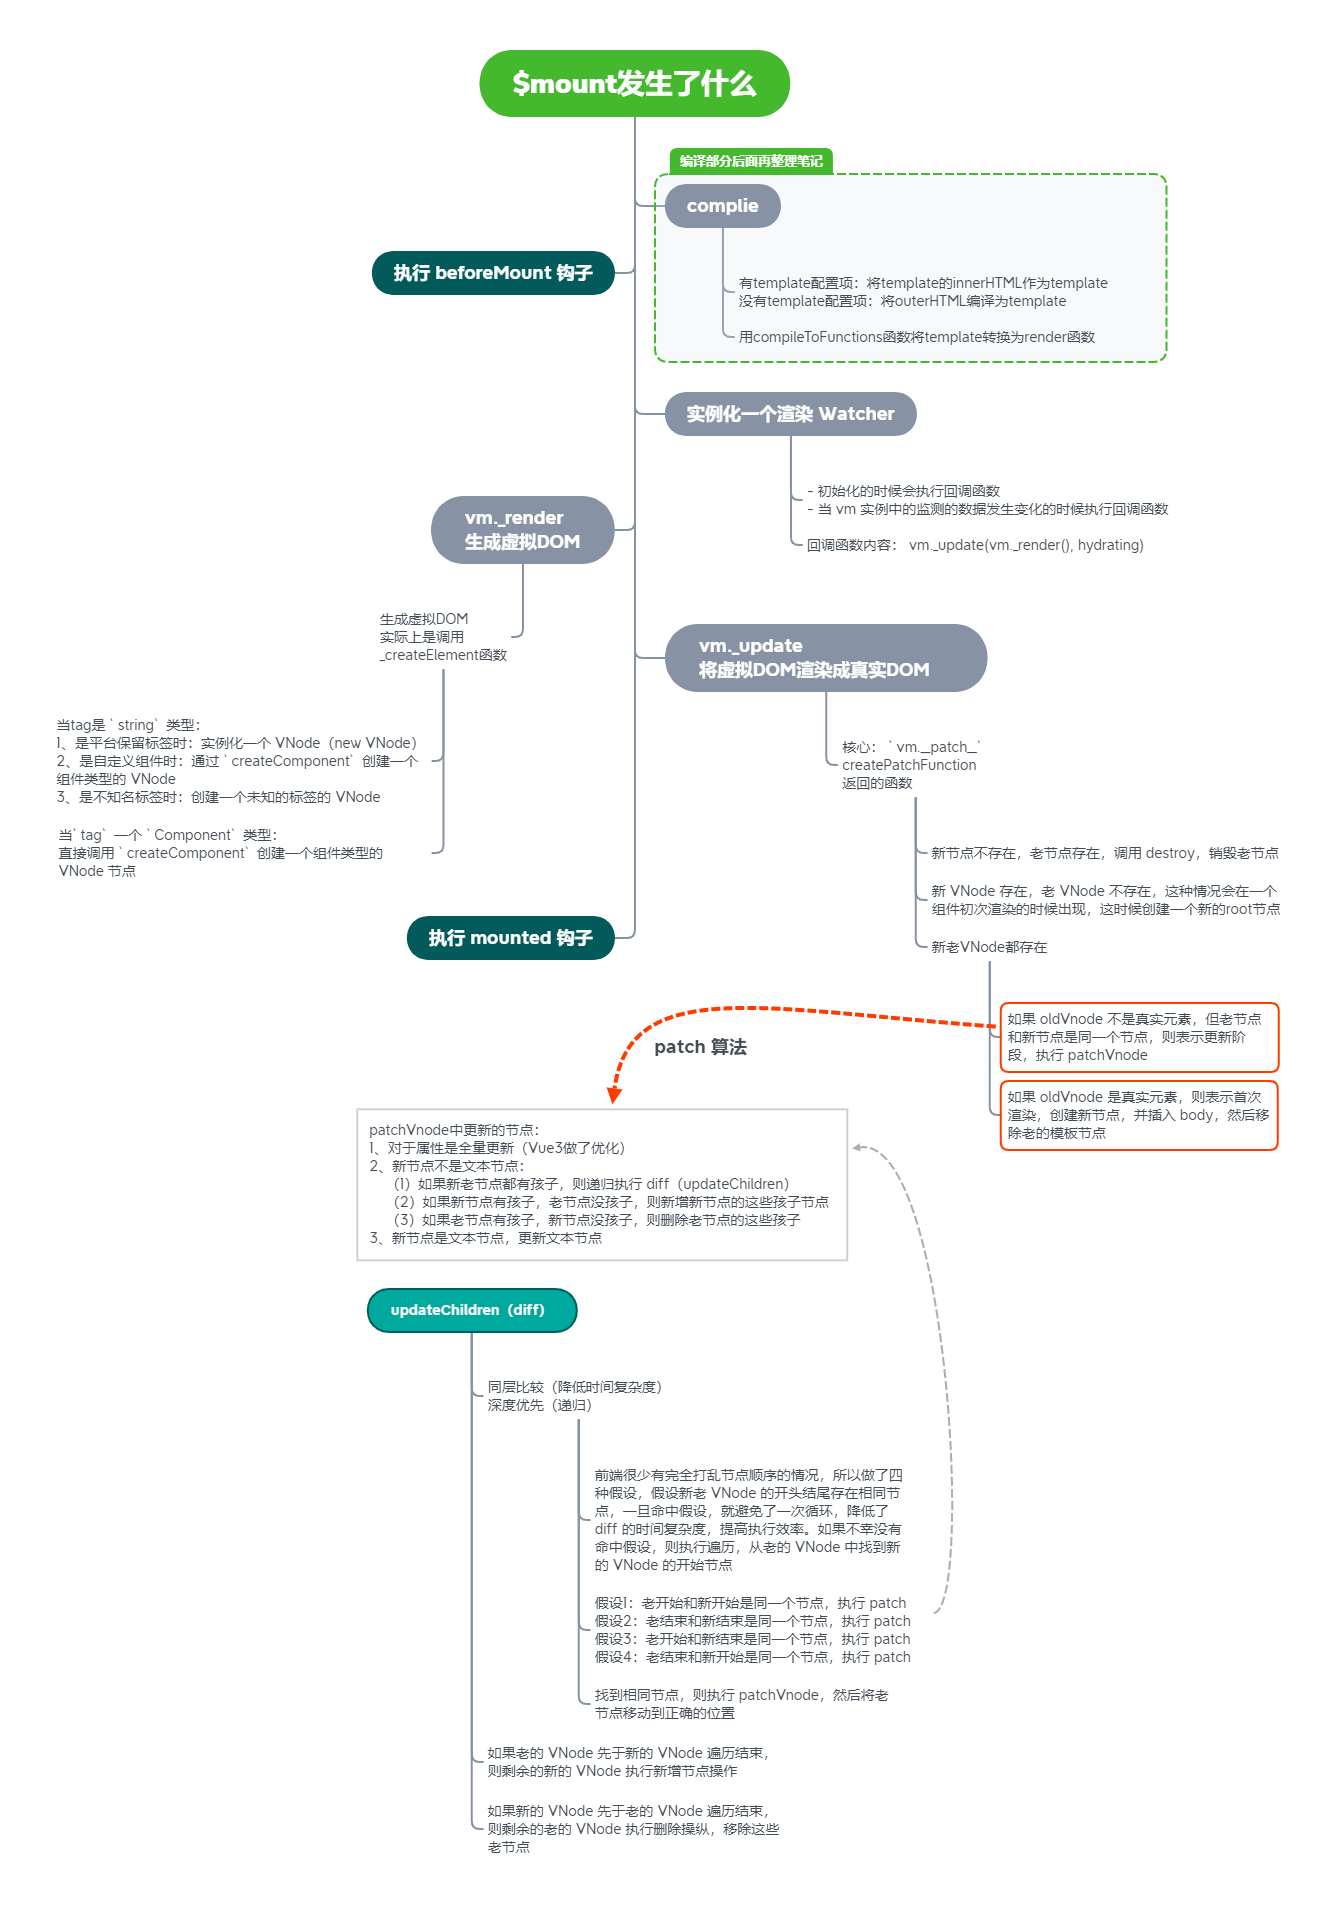 $mount发生了什么
编译部分后面再整理笔记
complie
执行 beforeMount 钩子
有template配置项：将template的innerHTML作为template
没有template配置项：将outerHTML编译为template
用compileToFunctions函数将template转换为render函数
实例化一个渲染 Watcher
- 初始化的时候会执行回调函数
- 当 vm 实例中的监测的数据发生变化的时候执行回调函数
回调函数内容： vm._update(vm._render(), hydrating)
vm._render
生成虚拟DOM
生成虚拟DOM
实际上是调用
_createElement函数
当tag是 `string` 类型：
1、是平台保留标签时：实例化一个 VNode（new VNode）
2、是自定义组件时：通过 `createComponent` 创建一个
组件类型的 VNode
3、是不知名标签时：创建一个未知的标签的 VNode
当`tag` 一个 `Component` 类型：
直接调用 `createComponent` 创建一个组件类型的
VNode 节点
vm._update
将虚拟DOM渲染成真实DOM
核心： `vm.__patch__`
createPatchFunction
返回的函数
新节点不存在，老节点存在，调用 destroy，销毁老节点
新 VNode 存在，老 VNode 不存在，这种情况会在一个
组件初次渲染的时候出现，这时候创建一个新的root节点
新老VNode都存在
执行 mounted 钩子
如果 oldVnode 不是真实元素，但老节点
和新节点是同一个节点，则表示更新阶
段，执行 patchVnode
如果 oldVnode 是真实元素，则表示首次
渲染，创建新节点，并插入 body，然后移
除老的模板节点
patch 算法
patchVnode中更新的节点：
1、对于属性是全量更新（Vue3做了优化）
2、新节点不是文本节点：
（1）如果新老节点都有孩子，则递归执行 diff（updateChildren）
（2）如果新节点有孩子，老节点没孩子，则新增新节点的这些孩子节点
（3）如果老节点有孩子，新节点没孩子，则删除老节点的这些孩子
3、新节点是文本节点，更新文本节点
updateChildren（diff）
同层比较（降低时间复杂度）
深度优先（递归）
前端很少有完全打乱节点顺序的情况，所以做了四
种假设，假设新老 VNode 的开头结尾存在相同节
点，一旦命中假设，就避免了一次循环，降低了
diff 的时间复杂度，提高执行效率。如果不幸没有
命中假设，则执行遍历，从老的 VNode 中找到新
的 VNode 的开始节点
假设1：老开始和新开始是同一个节点，执行 patch
假设2：老结束和新结束是同一个节点，执行 patch
假设3：老开始和新结束是同一个节点，执行 patch
假设4：老结束和新开始是同一个节点，执行 patch
找到相同节点，则执行 patchVnode，然后将老
节点移动到正确的位置
如果老的 VNode 先于新的 VNode 遍历结束，
则剩余的新的 VNode 执行新增节点操作
如果新的 VNode 先于老的 VNode 遍历结束，
则剩余的老的 VNode 执行删除操纵，移除这些
老节点